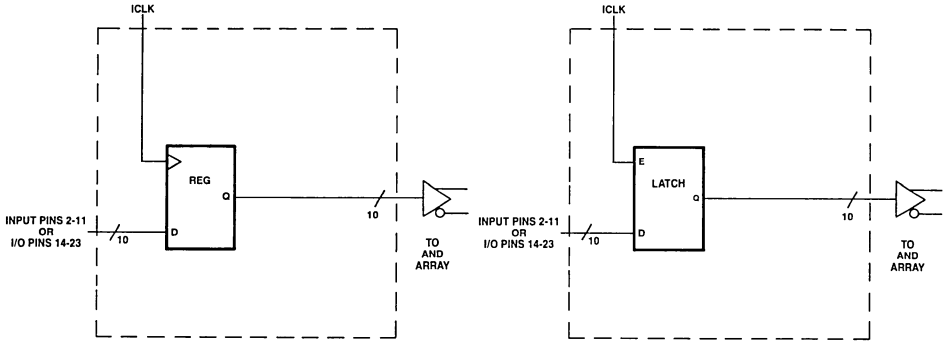 ICLK
REG
Q
D
INPUT PINS 2-11
OR
I/O PINS 14-23
10
10
TO
AND
ARRAY
ICLK
E
LATCH
Q
D
INPUT PINS 2-11
OR
I/O PINS 14-23
10
10
TO
AND
ARRAY